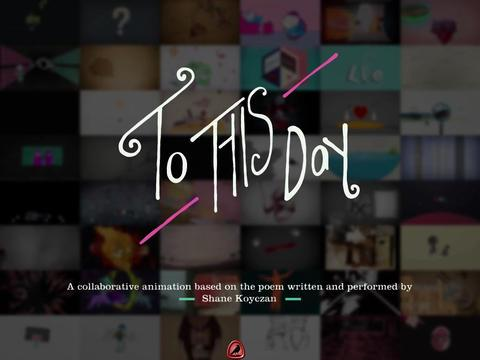 To THIS Day
A collaborative animation based on the poem written and performed by
Shane Koyczan